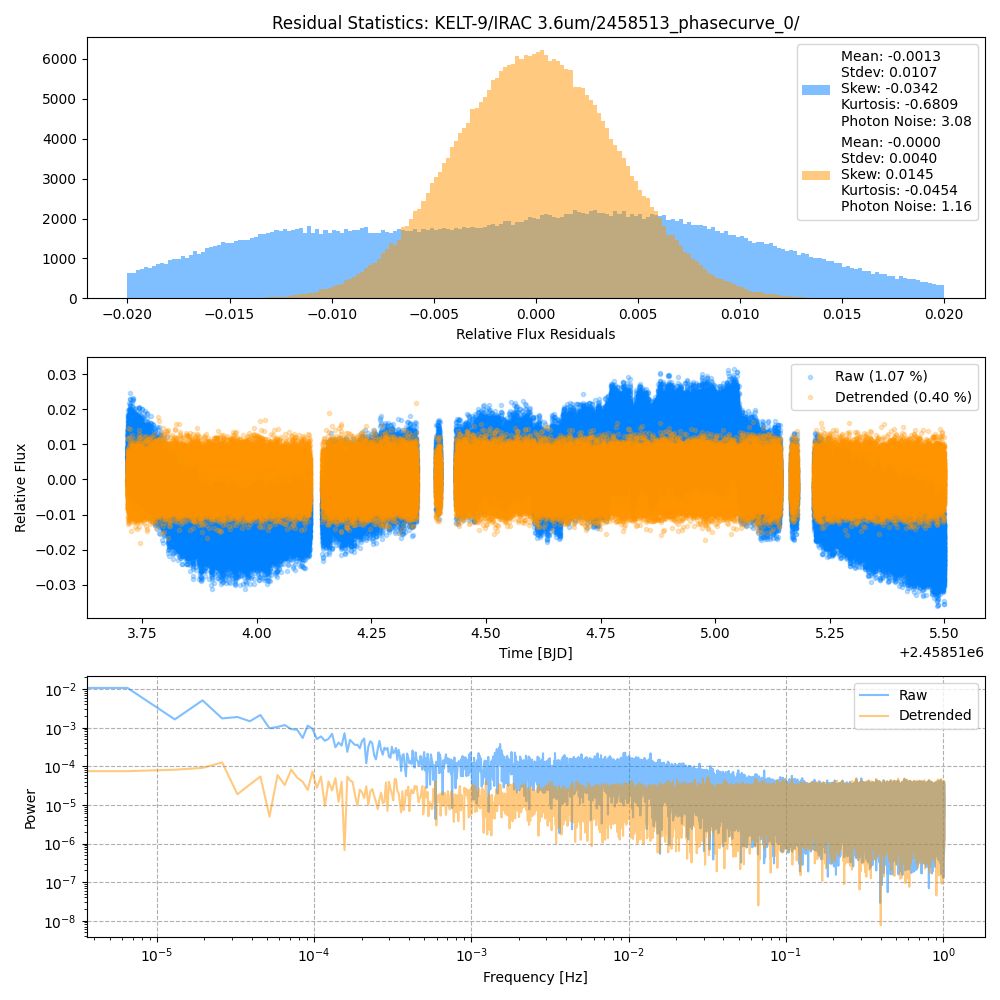 Residual Statistics: KELT-9/IRAC 3.6um/2458513_phasecurve_0/
6000
5000
4000
3000
2000
1000
0
Mean: -0.0013
Stdev: 0.0107
Skew: -0.0342
Kurtosis: -0.6809
Photon Noise: 3.08
Mean: -0.0000
Stdev: 0.0040
Skew: 0.0145
Kurtosis: -0.0454
Photon Noise: 1.16
−0.020 −0.015 −0.010 −0.005 0.000 0.005 0.010 0.015 0.020
Relative Flux Residuals
Relative Flux
0.03
0.02
0.01
0.00
−0.01
−0.02
−0.03
Raw (1.07 %)
Detrended (0.40 %)
3.75 4.00 4.25 4.50 4.75 5.00 5.25 5.50
Time [BJD]
+2.45851e6
Power
10⁻²
10⁻³
10⁻⁴
10⁻⁵
10⁻⁶
10⁻⁷
10⁻⁸
Raw
Detrended
10⁻⁵ 10⁻⁴ 10⁻³ 10⁻² 10⁻¹ 10⁰
Frequency [Hz]